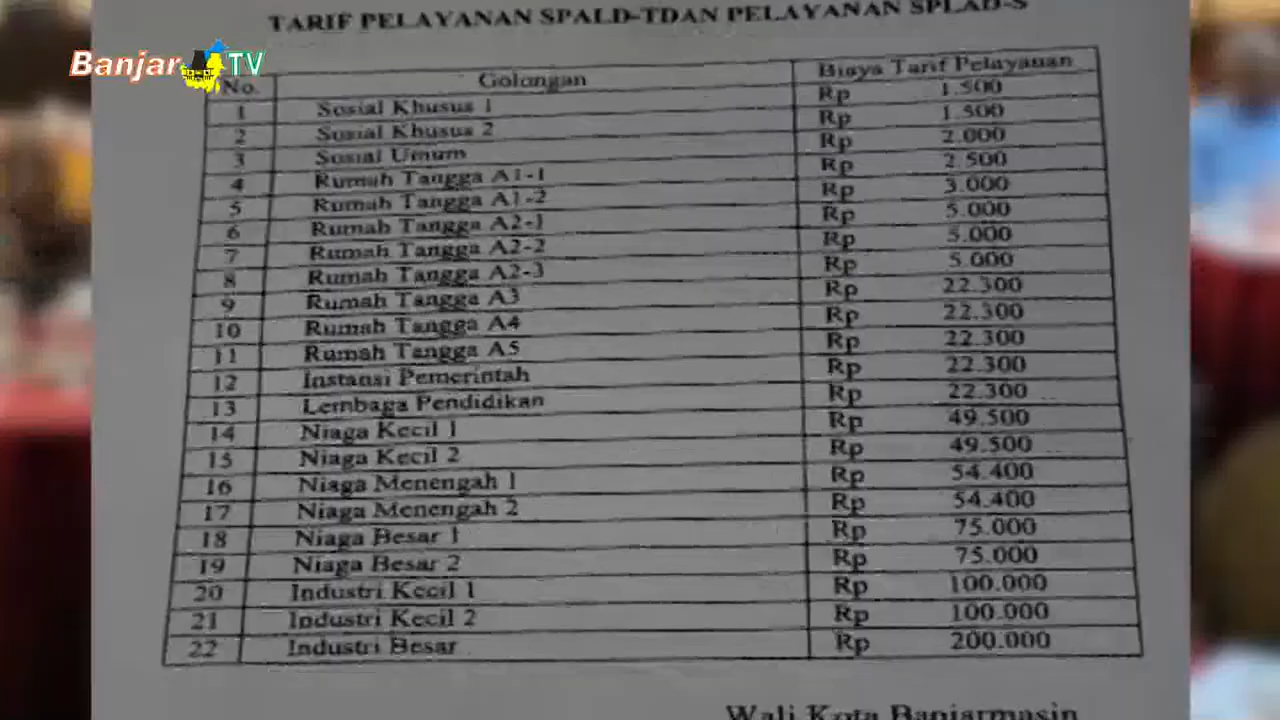 TARIF PELAYANAN SPALD-TDAN PELAYANAN SPLAD-S
Banjar TV
No. Golongan Biaya Tarif Pelayanan
1 Sosial Khusus 1 Rp 1.500
2 Sosial Khusus 2 Rp 1.500
3 Sosial Umum Rp 2.000
4 Rumah Tangga A1-1 Rp 2.500
5 Rumah Tangga A1-2 Rp 3.000
6 Rumah Tangga A2-1 Rp 5.000
7 Rumah Tangga A2-2 Rp 5.000
8 Rumah Tangga A2-3 Rp 5.000
9 Rumah Tangga A3 Rp 22.300
10 Rumah Tangga A4 Rp 22.300
11 Rumah Tangga A5 Rp 22.300
12 Instansi Pemerintah Rp 22.300
13 Lembaga Pendidikan Rp 22.300
14 Niaga Kecil 1 Rp 49.500
15 Niaga Kecil 2 Rp 49.500
16 Niaga Menengah 1 Rp 54.400
17 Niaga Menengah 2 Rp 54.400
18 Niaga Besar 1 Rp 75.000
19 Niaga Besar 2 Rp 75.000
20 Industri Kecil 1 Rp 100.000
21 Industri Kecil 2 Rp 100.000
22 Industri Besar Rp 200.000
Wali Kota Banjarmasin